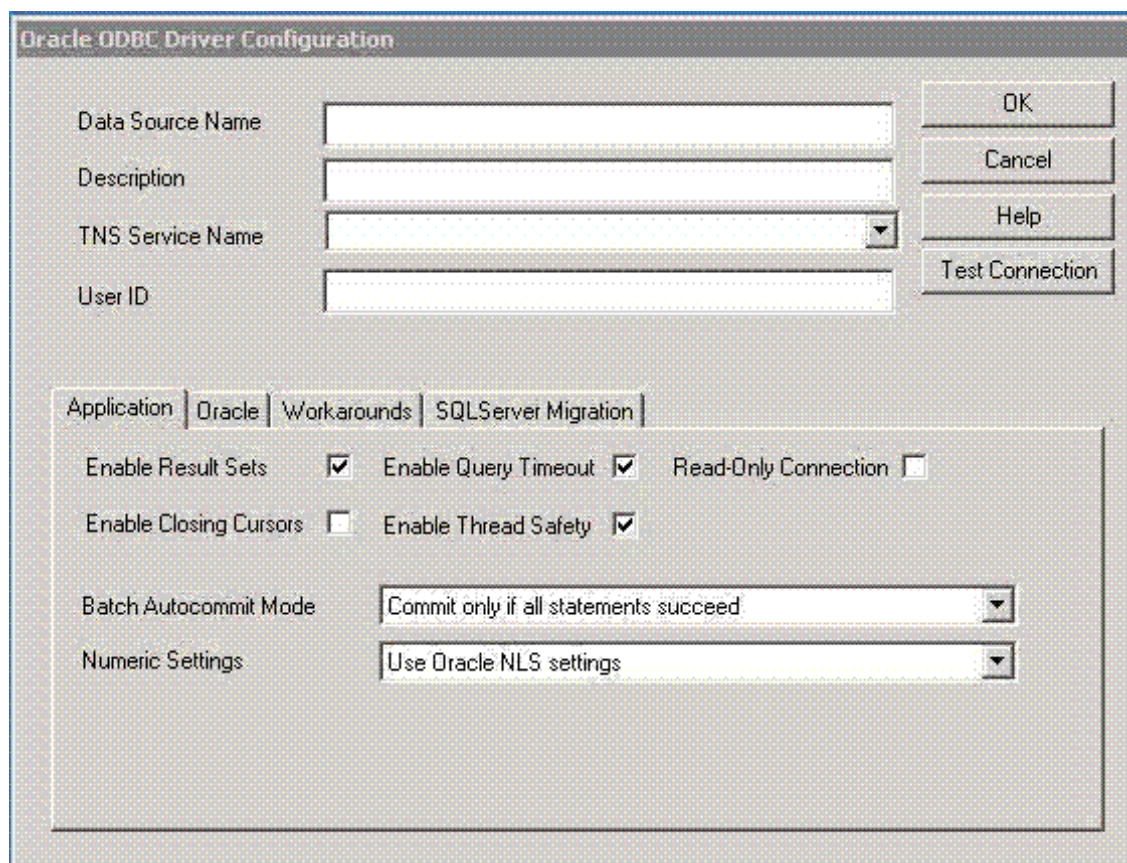 Oracle ODBC Driver Configuration
Data Source Name
OK
Description
Cancel
TNS Service Name
Help
User ID
Test Connection
Application Oracle Workarounds SQLServer Migration
Enable Result Sets Enable Query Timeout Read-Only Connection
Enable Closing Cursors Enable Thread Safety
Batch Autocommit Mode Commit only if all statements succeed
Numeric Settings Use Oracle NLS settings